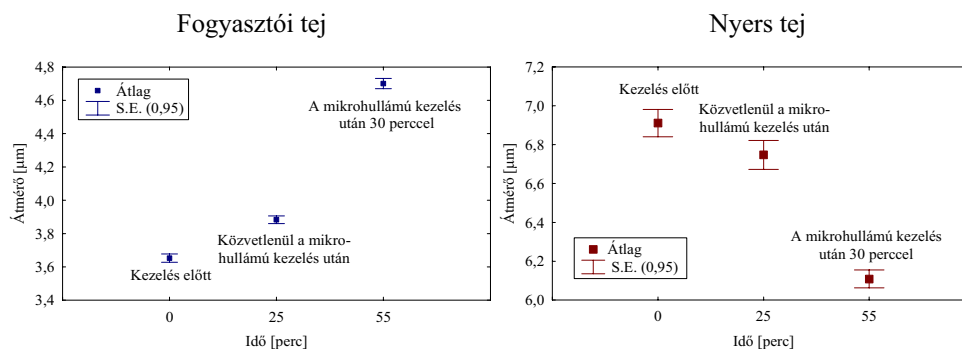 Fogyasztói tej
4,8
4,6
4,4
4,2
4,0
3,8
3,6
3,4
Átmérő [µm]
Átlag
S.E. (0,95)
A mikrohullámú kezelés
után 30 perccel
Közvetlenül a mikro-
hullámú kezelés után
Kezelés előtt
0
25
55
Idő [perc]
Nyers tej
7,2
7,0
6,8
6,6
6,4
6,2
6,0
Átmérő [µm]
Kezelés előtt
Közvetlenül a mikro-
hullámú kezelés után
A mikrohullámú kezelés
után 30 perccel
Átlag
S.E. (0,95)
0
25
55
Idő [perc]